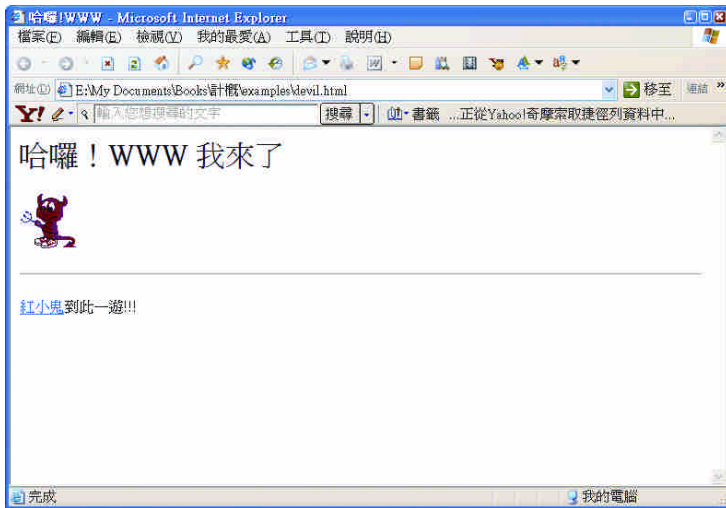 哈囉!WWW - Microsoft Internet Explorer
檔案(F) 編輯(E) 檢視(V) 我的最愛(A) 工具(T) 說明(H)
網址(D) E:\My Documents\Books\計概\examples\devil.html 移至 連結 »
Y! 輸入您想搜尋的文字 搜尋 書籤 ...正從Yahoo!奇摩索取捷徑列資料中...
哈囉！WWW 我來了
紅小鬼到此一遊!!!
完成 我的電腦